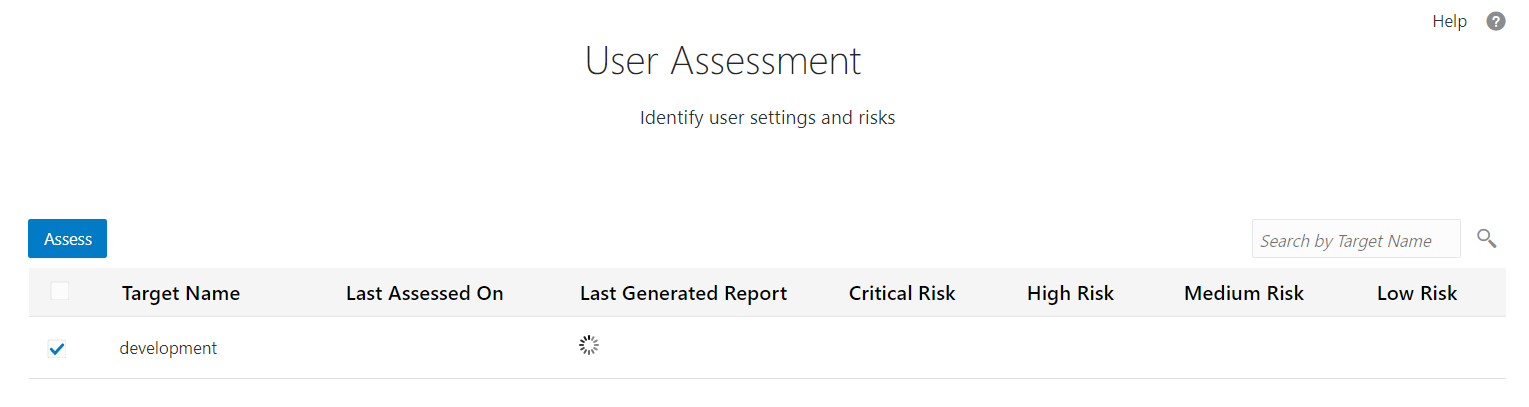 Help ?
User Assessment
Identify user settings and risks
Assess
Search by Target Name
Target Name Last Assessed On Last Generated Report Critical Risk High Risk Medium Risk Low Risk
development